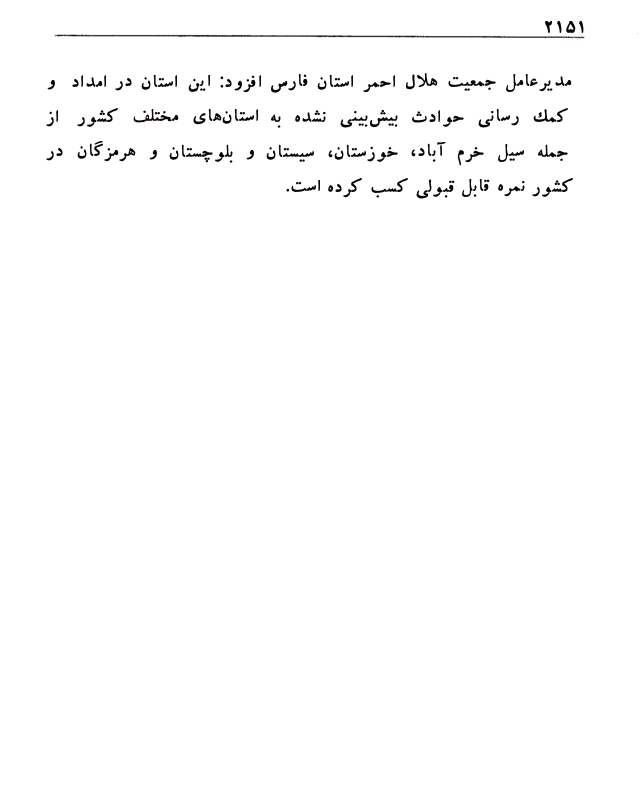 ۲۱۵۱
مدیرعامل جمعیت هلال احمر استان فارس افزود: این استان در امداد و
کمك رسانی حوادث بیش‌بینی نشده به استان‌های مختلف کشور از
جمله سیل خرم آباد، خوزستان، سیستان و بلوچستان و هرمزگان در
کشور نمره قابل قبولی کسب کرده است.